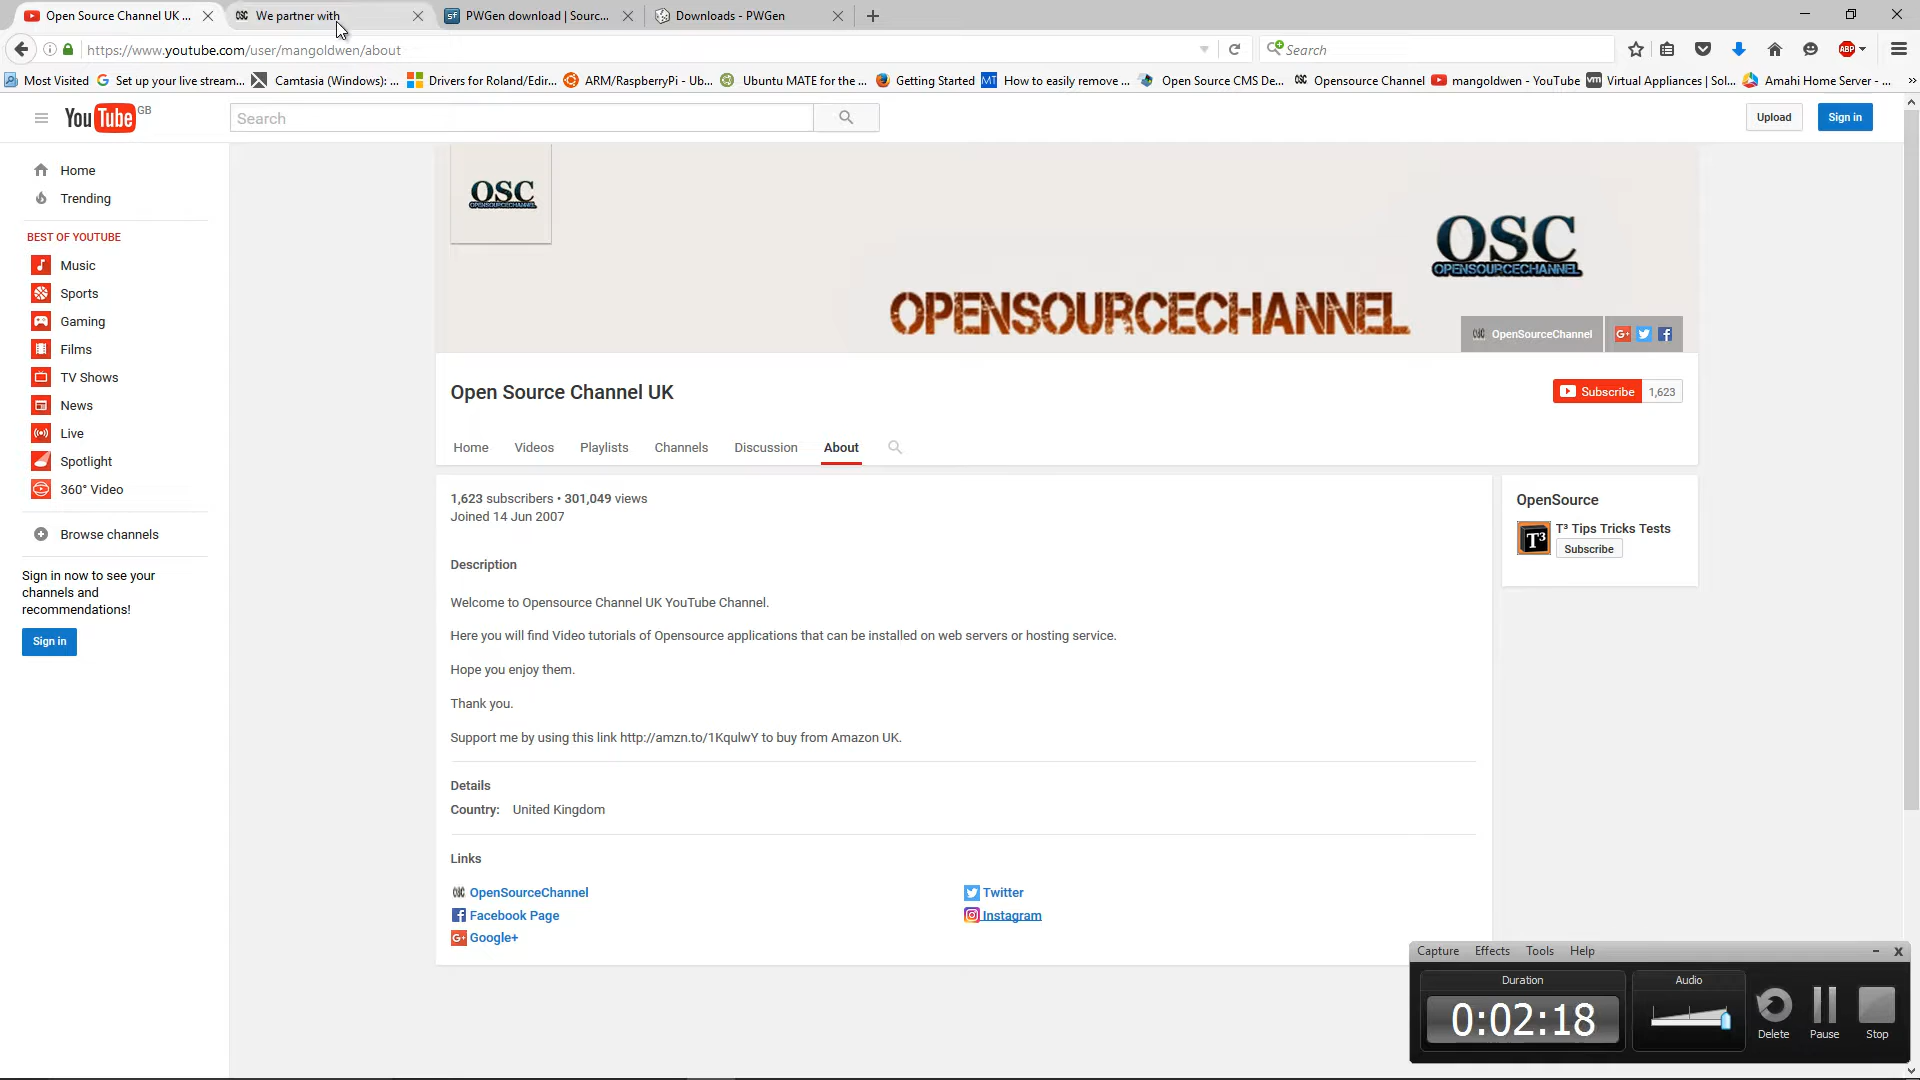 Open Source Channel UK ...
We partner with
PWGen download | Sourc...
Downloads - PWGen
https://www.youtube.com/user/mangoldwen/about
Search
Most Visited
Set up your live stream...
Camtasia (Windows): ...
Drivers for Roland/Edir...
ARM/RaspberryPi - Ub...
Ubuntu MATE for the ...
Getting Started
How to easily remove ...
Open Source CMS De...
Opensource Channel
mangoldwen - YouTube
Virtual Appliances | Sol...
Amahi Home Server - ...
YouTube GB
Search
Upload
Sign in
Home
Trending
BEST OF YOUTUBE
Music
Sports
Gaming
Films
TV Shows
News
Live
Spotlight
360° Video
Browse channels
Sign in now to see your
channels and
recommendations!
Sign in
OSC
OPENSOURCECHANNEL
OSC
OPENSOURCECHANNEL
OPENSOURCECHANNEL
OpenSourceChannel
Open Source Channel UK
Subscribe 1,623
Home
Videos
Playlists
Channels
Discussion
About
1,623 subscribers • 301,049 views
Joined 14 Jun 2007
Description
Welcome to Opensource Channel UK YouTube Channel.
Here you will find Video tutorials of Opensource applications that can be installed on web servers or hosting service.
Hope you enjoy them.
Thank you.
Support me by using this link http://amzn.to/1KqulwY to buy from Amazon UK.
Details
Country: United Kingdom
Links
OpenSourceChannel
Twitter
Facebook Page
Instagram
Google+
OpenSource
T³ Tips Tricks Tests
Subscribe
Capture
Effects
Tools
Help
Duration
0:02:18
Audio
Delete
Pause
Stop